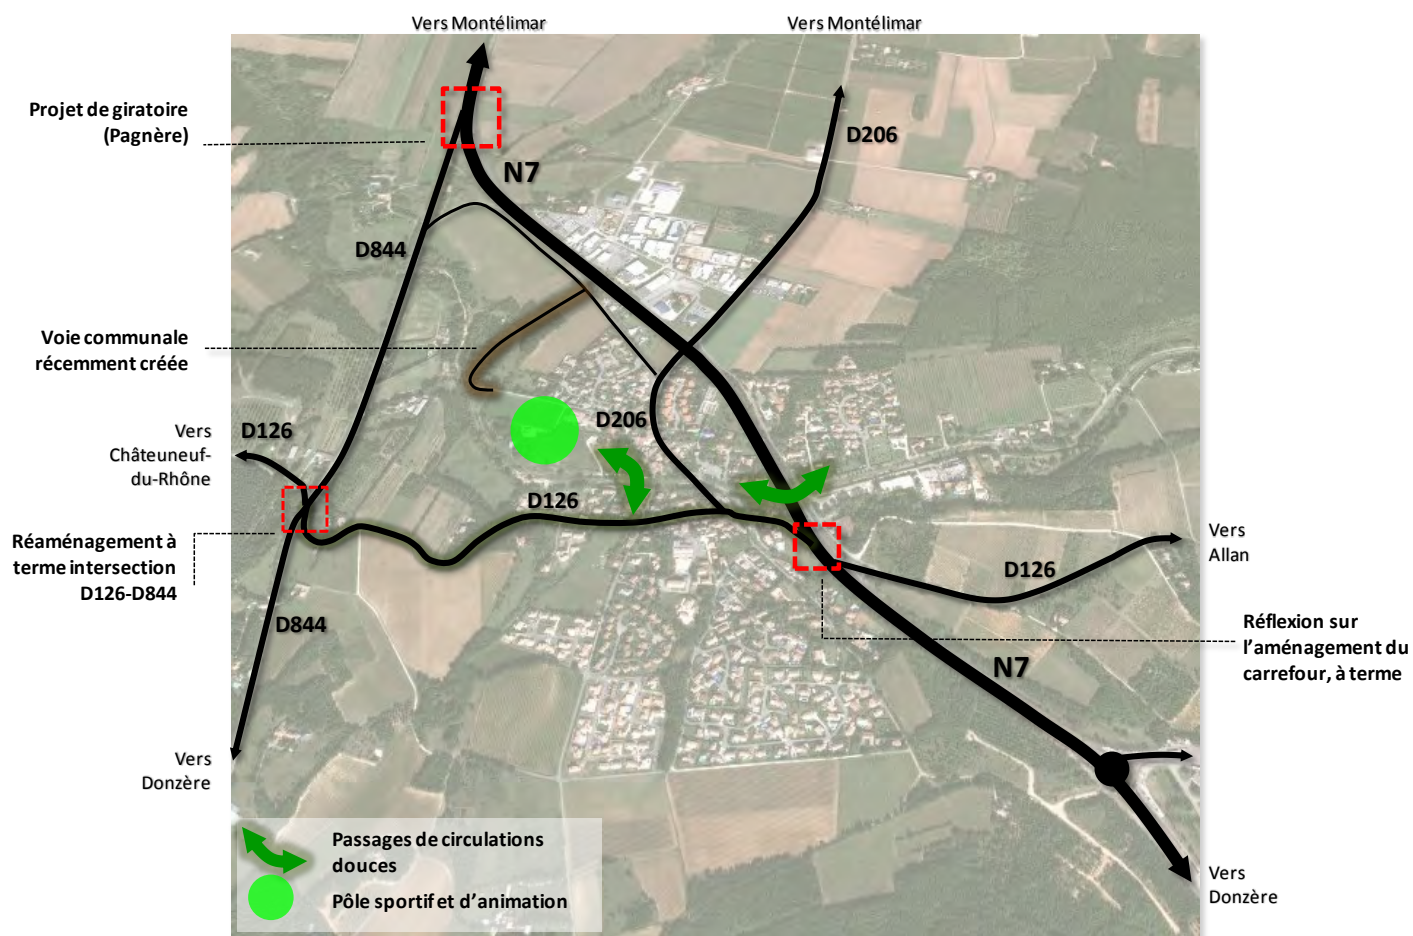 Vers Montélimar
Vers Montélimar
Projet de giratoire
(Pagnère)
D206
N7
D844
Voie communale
récemment créée
D206
Vers
Châteuneuf-
du-Rhône
D126
D126
Réaménagement à
terme intersection
D126-D844
Vers
Allan
D126
D844
Réflexion sur
l’aménagement du
carrefour, à terme
N7
Vers
Donzère
Passages de circulations
douces
Pôle sportif et d’animation
Vers
Donzère